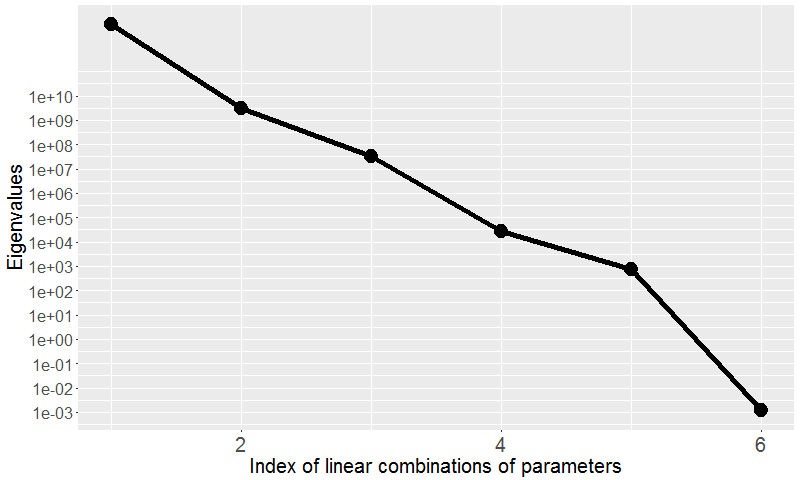 Eigenvalues
1e+10
1e+09
1e+08
1e+07
1e+06
1e+05
1e+04
1e+03
1e+02
1e+01
1e+00
1e-01
1e-02
1e-03
2
4
6
Index of linear combinations of parameters